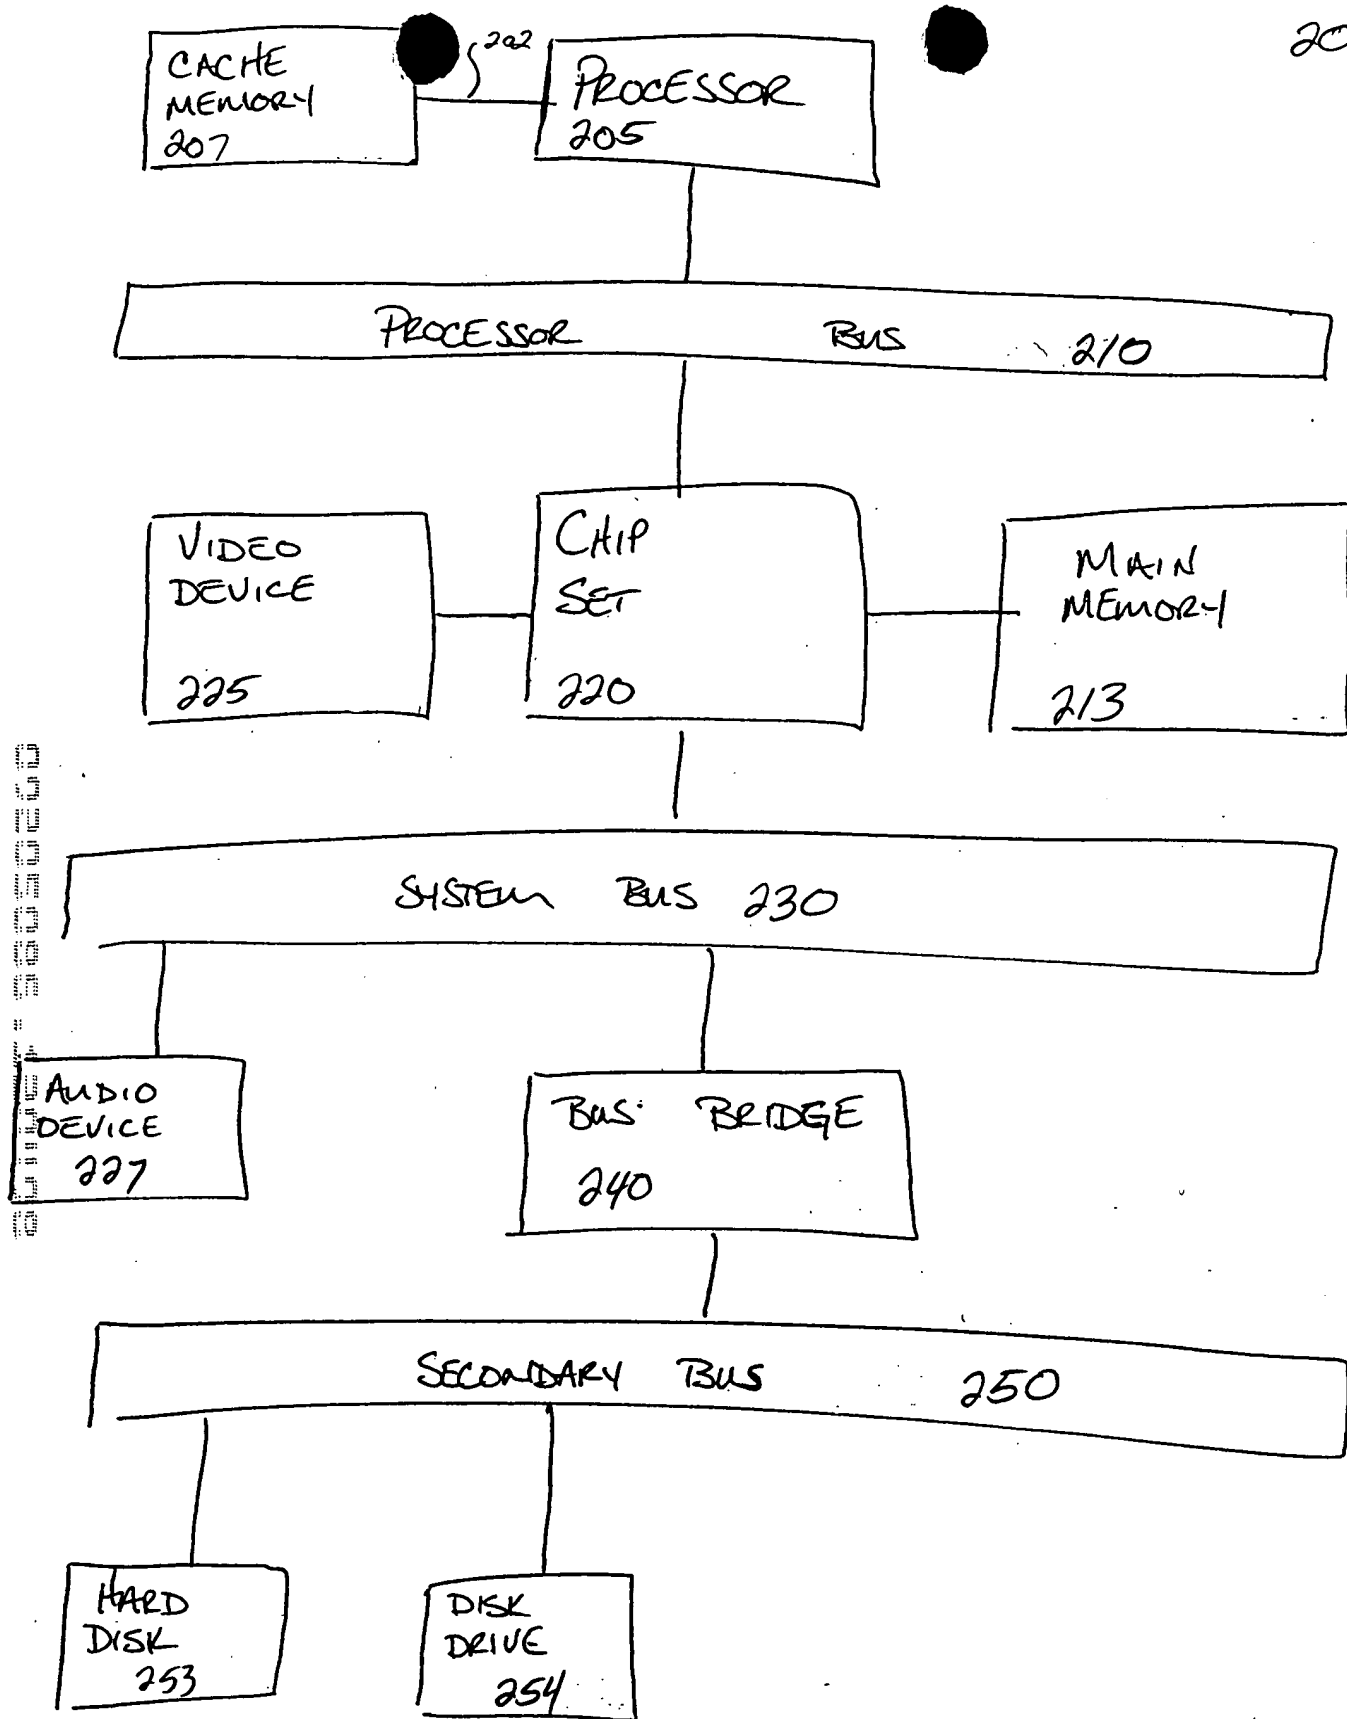 202
20
CACHE
MEMORY
207
PROCESSOR
205
PROCESSOR BUS 210
VIDEO
DEVICE
225
CHIP
SET
220
MAIN
MEMORY
213
SYSTEM BUS 230
AUDIO
DEVICE
227
BUS BRIDGE
240
SECONDARY BUS 250
HARD
DISK
253
DISK
DRIVE
254